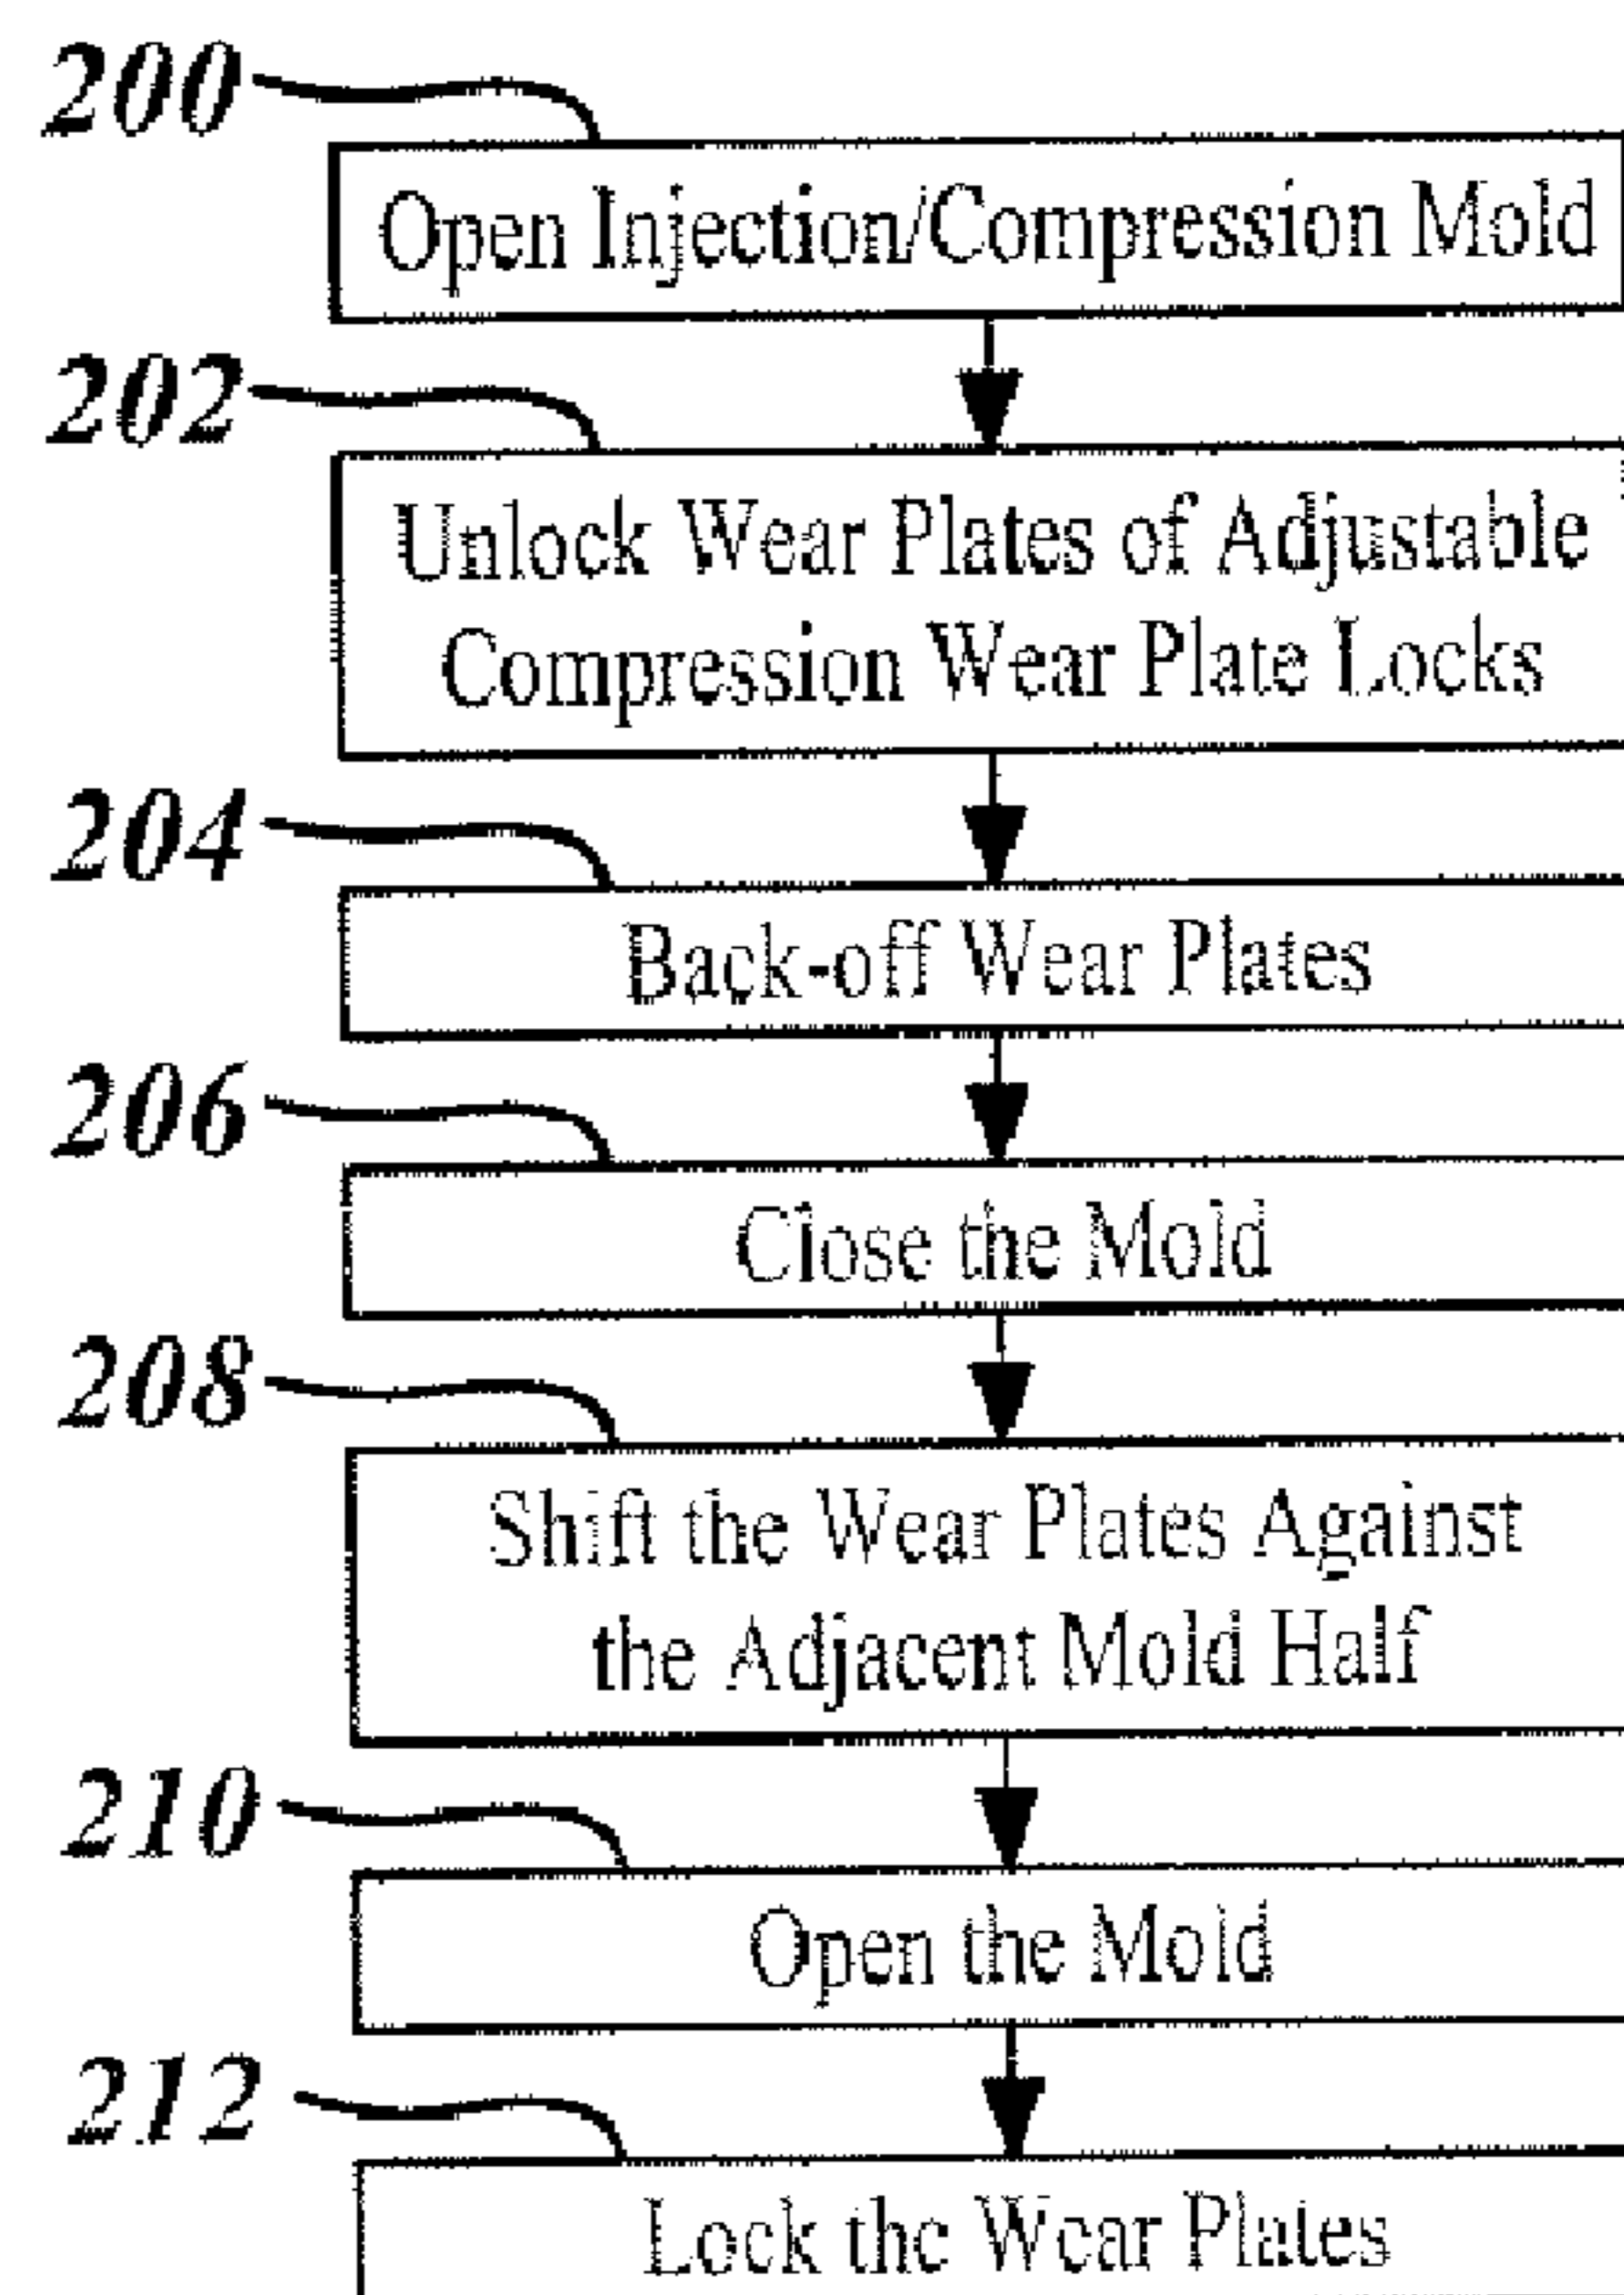 200
Open Injection/Compression Mold
202
Unlock Wear Plates of Adjustable
Compression Wear Plate Locks
204
Back-off Wear Plates
206
Close the Mold
208
Shift the Wear Plates Against
the Adjacent Mold Half
210
Open the Mold
212
Lock the Wear Plates